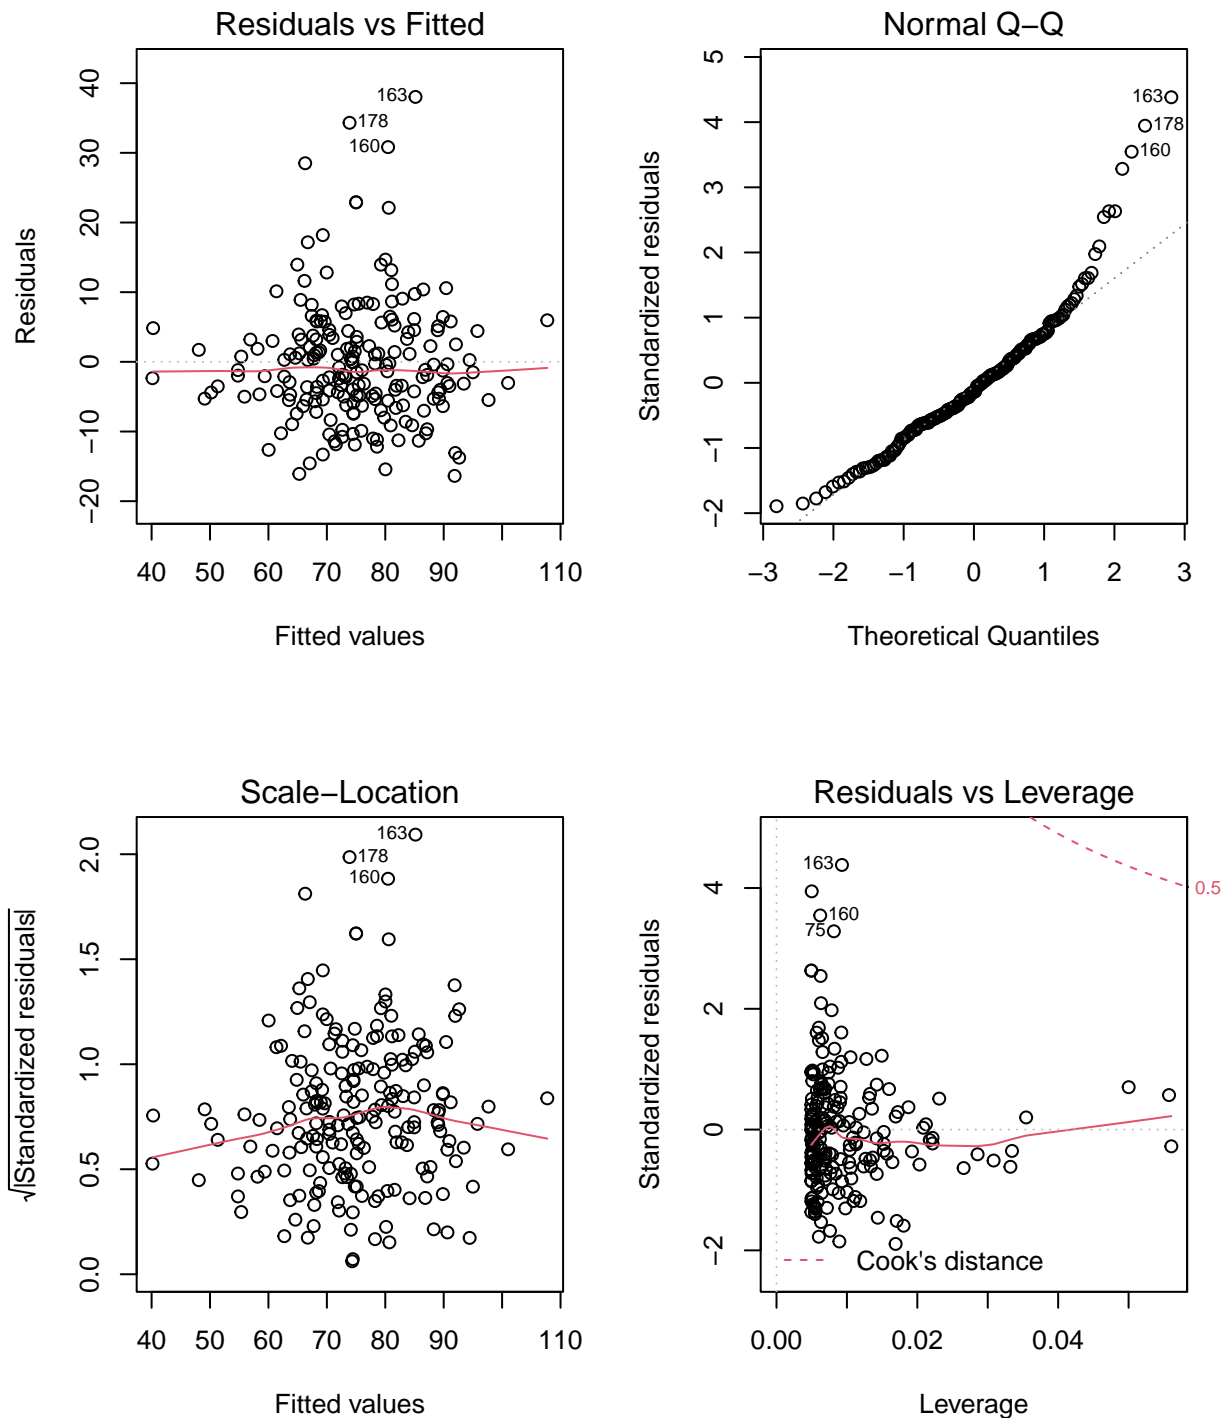 Residuals vs Fitted
Residuals
40
30
20
10
0
−10
−20
163
178
160
40 50 60 70 80 90 110
Fitted values
Normal Q−Q
Standardized residuals
5
4
3
2
1
0
−1
−2
163
178
160
−3 −2 −1 0 1 2 3
Theoretical Quantiles
Scale−Location
√|Standardized residuals|
2.0
1.5
1.0
0.5
0.0
163
178
160
40 50 60 70 80 90 110
Fitted values
Residuals vs Leverage
Standardized residuals
4
2
0
−2
163
160
75
0.5
Cook's distance
0.00 0.02 0.04
Leverage